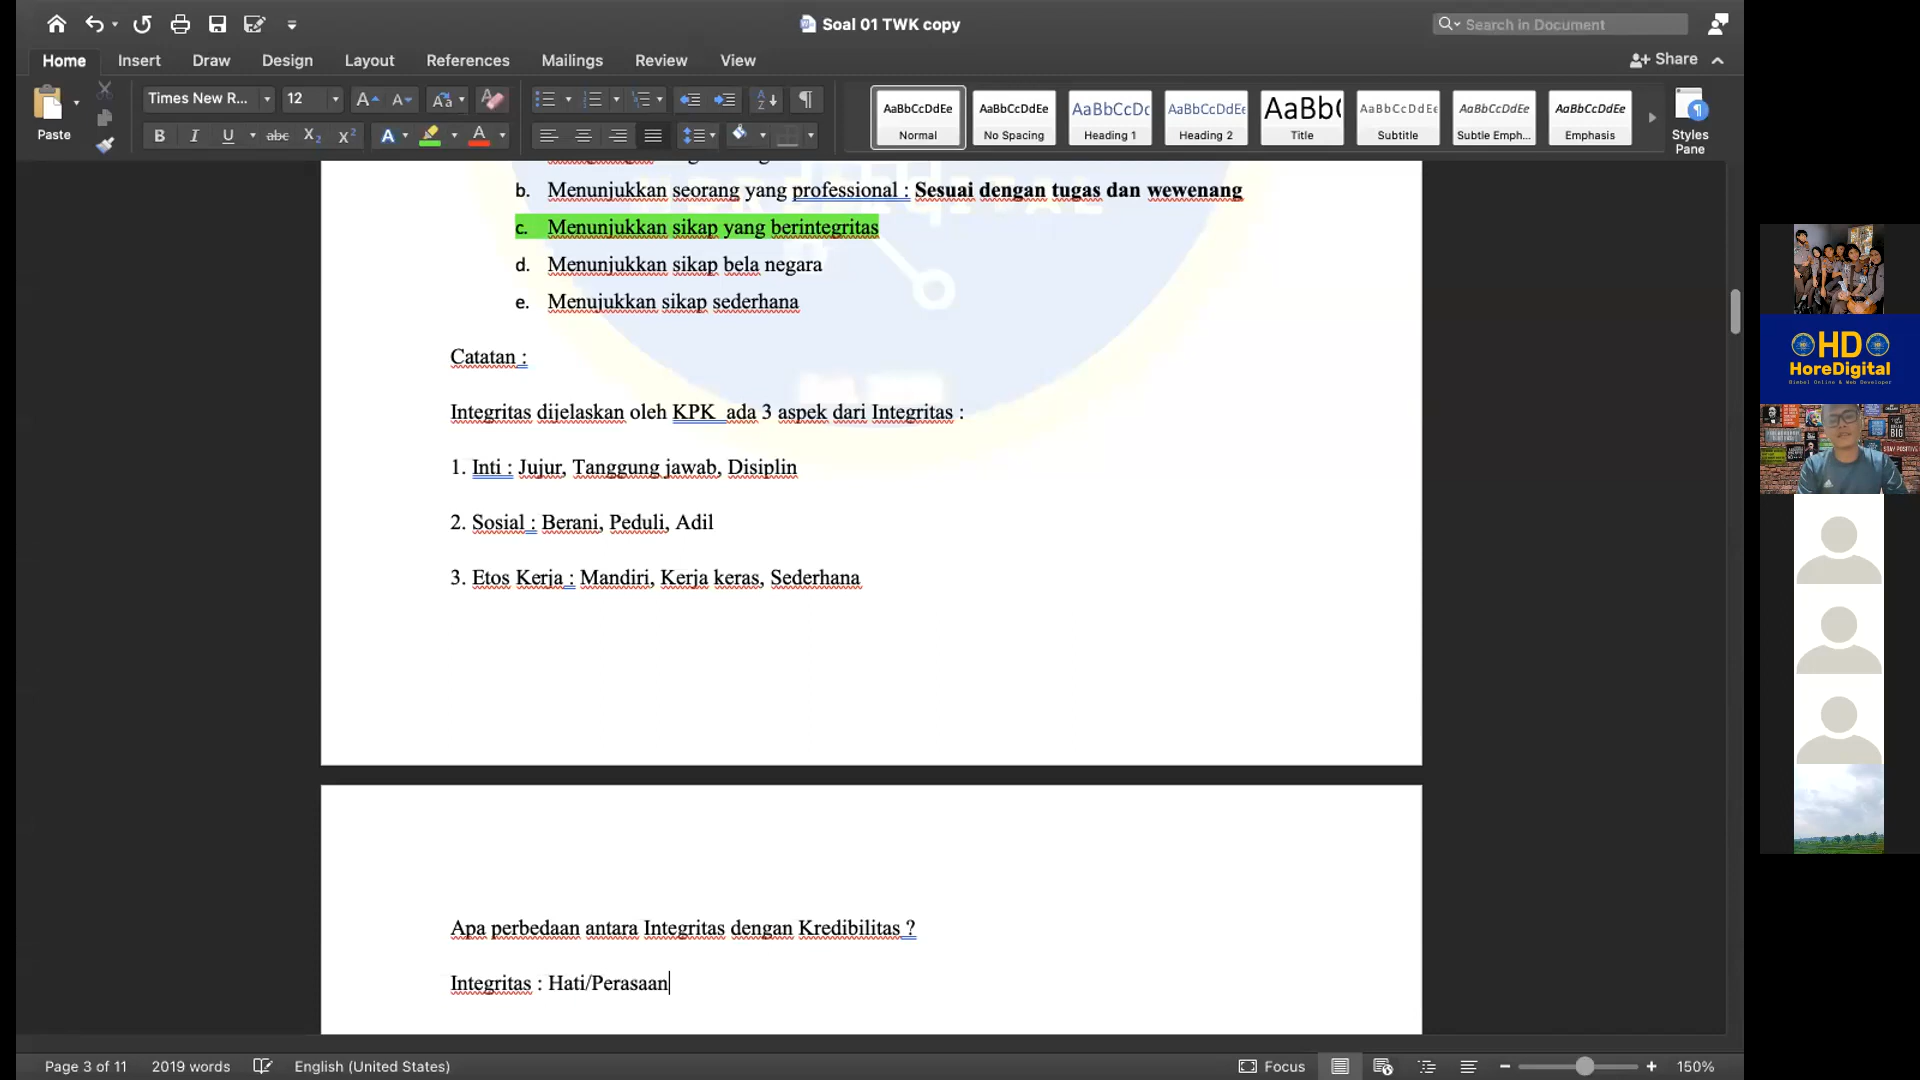 Soal 01 TWK copy
Search in Document
Home Insert Draw Design Layout References Mailings Review View
Share
Paste
Times New R... 12
AaBbCcDdEe AaBbCcDdEe AaBbCcDc AaBbCcDdEe AaBb( AaBbCcDdEe AaBbCcDdEe AaBbCcDdEe
Normal No Spacing Heading 1 Heading 2 Title Subtitle Subtle Emph... Emphasis
Styles Pane
b. Menunjukkan seorang yang professional : Sesuai dengan tugas dan wewenang
c. Menunjukkan sikap yang berintegritas
d. Menunjukkan sikap bela negara
e. Menujukkan sikap sederhana
Catatan :
Integritas dijelaskan oleh KPK ada 3 aspek dari Integritas :
1. Inti : Jujur, Tanggung jawab, Disiplin
2. Sosial : Berani, Peduli, Adil
3. Etos Kerja : Mandiri, Kerja keras, Sederhana
Apa perbedaan antara Integritas dengan Kredibilitas ?
Integritas : Hati/Perasaan
HD
HoreDigital
Bimbel Online & Web Developer
Page 3 of 11 2019 words English (United States) Focus 150%